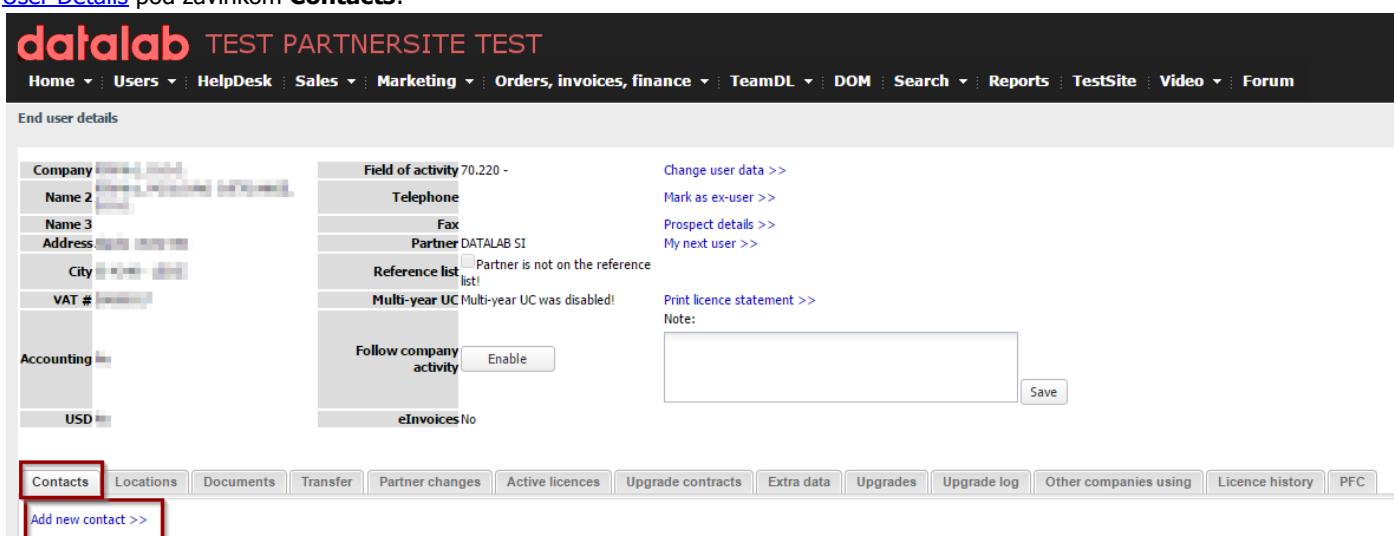 User Details pod zavihkom Contacts.
datalab TEST PARTNERSITE TEST
Home Users HelpDesk Sales Marketing Orders, invoices, finance TeamDL DOM Search Reports TestSite Video Forum
End user details
Company Field of activity 70.220 - Change user data >>
Name 2 Telephone Mark as ex-user >>
Name 3 Fax Prospect details >>
Address Partner DATALAB SI My next user >>
City Reference list Partner is not on the reference
list!
VAT # Multi-year UC Multi-year UC was disabled! Print licence statement >>
Note:
Accounting Follow company activity Enable
Save
USD eInvoices No
Contacts Locations Documents Transfer Partner changes Active licences Upgrade contracts Extra data Upgrades Upgrade log Other companies using Licence history PFC
Add new contact >>